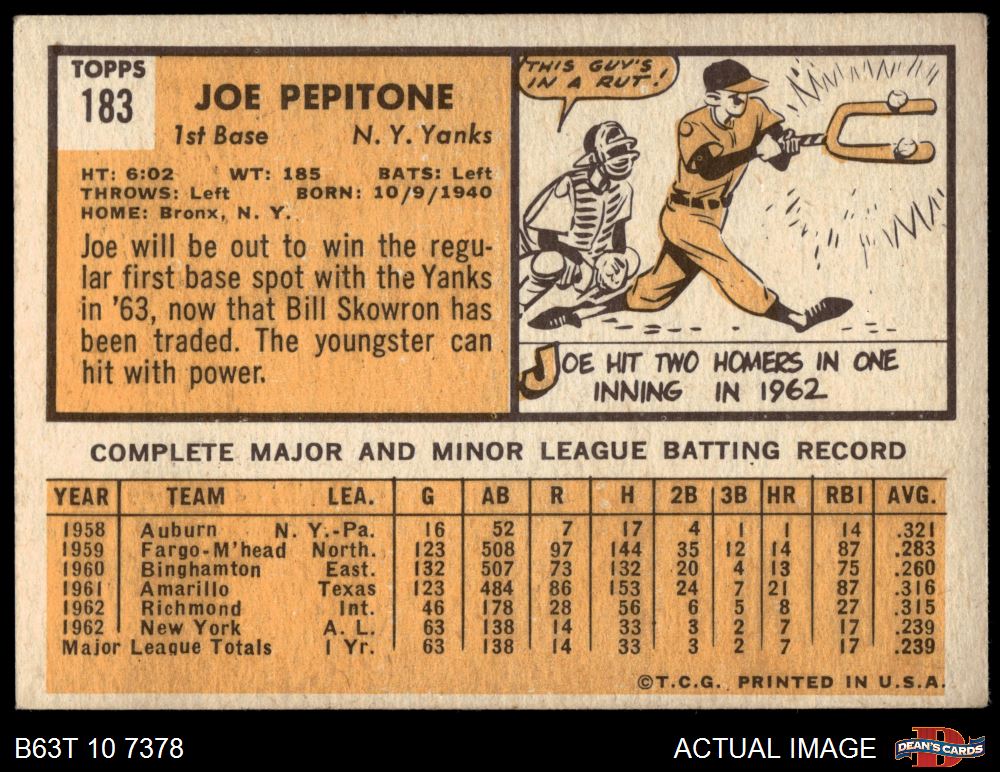 TOPPS
183
JOE PEPITONE
1st Base N. Y. Yanks
HT: 6:02 WT: 185 BATS: Left
THROWS: Left BORN: 10/9/1940
HOME: Bronx, N. Y.
Joe will be out to win the regu-
lar first base spot with the Yanks
in '63, now that Bill Skowron has
been traded. The youngster can
hit with power.
THIS GUY'S
IN A RUT!
JOE HIT TWO HOMERS IN ONE
INNING IN 1962
COMPLETE MAJOR AND MINOR LEAGUE BATTING RECORD
YEAR TEAM LEA. G AB R H 2B 3B HR RBI AVG.
1958 Auburn N. Y.-Pa. 16 52 7 17 4 1 1 14 .321
1959 Fargo-M'head North. 123 508 97 144 35 12 14 87 .283
1960 Binghamton East. 132 507 73 132 20 4 13 75 .260
1961 Amarillo Texas 123 484 86 153 24 7 21 87 .316
1962 Richmond Int. 46 178 28 56 6 5 8 27 .315
1962 New York A. L. 63 138 14 33 3 2 7 17 .239
Major League Totals 1 Yr. 63 138 14 33 3 2 7 17 .239
©T.C.G. PRINTED IN U.S.A.
B63T 10 7378 ACTUAL IMAGE
DEAN'S CARDS